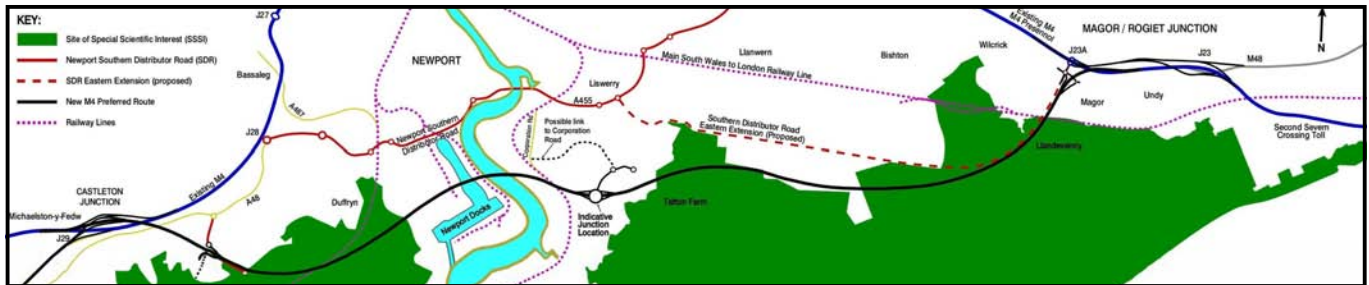 KEY:
Site of Special Scientific Interest (SSSI)
Newport Southern Distributor Road (SDR)
SDR Eastern Extension (proposed)
New M4 Preferred Route
Railway Lines
J27
Bassaleg
A467
J28
Existing M4
A48
CASTLETON
JUNCTION
Michaelston-y-Fedw
J29
Duffryn
NEWPORT
Newport Southern
Distributor Road
Newport Docks
Liswerry
A455
Corporation Rd
Possible link
to Corporation
Road
Indicative
Junction
Location
Llanwern
Main South Wales to London Railway Line
Southern Distributor Road
Eastern Extension (Proposed)
Tatton Farm
Bishton
Wilcrick
Existing M4
MAGOR / ROGIET JUNCTION
J23A
J23
M48
Magor
Undy
Llandevenny
Second Severn
Crossing Toll
N